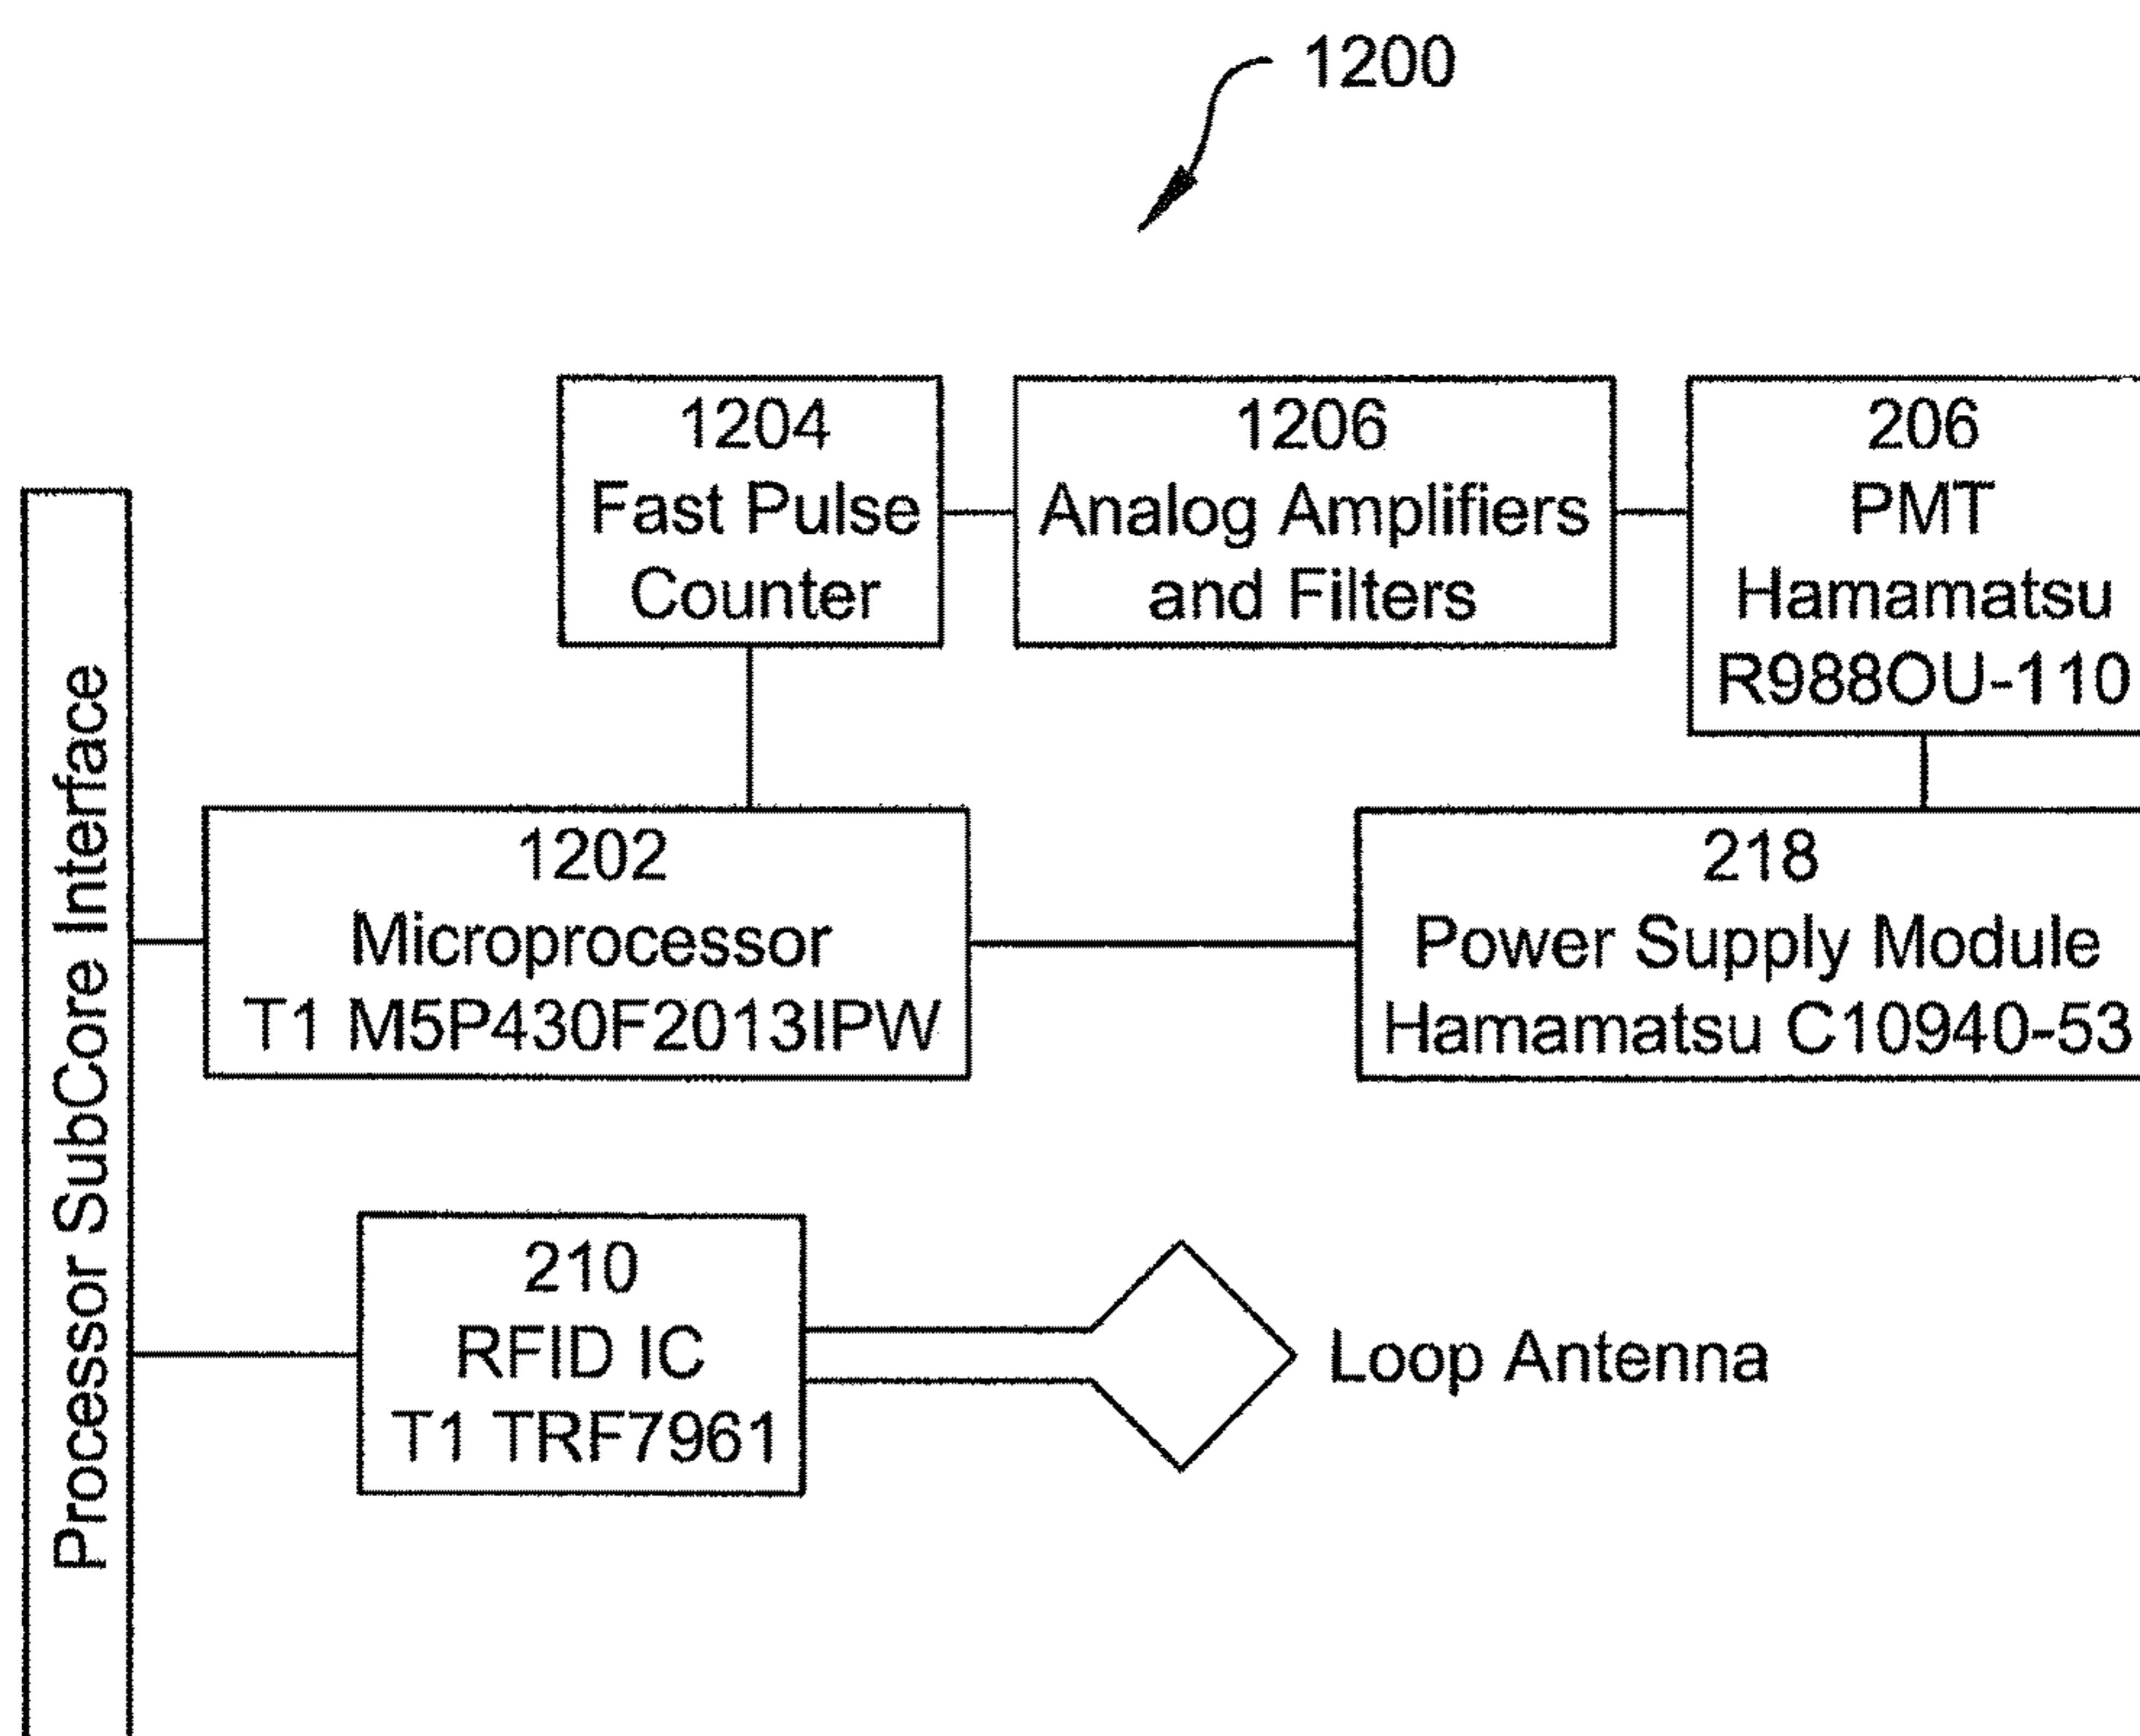 1200
1204
Fast Pulse
Counter
1206
Analog Amplifiers
and Filters
206
PMT
Hamamatsu
R988OU-110
Processor SubCore Interface
1202
Microprocessor
T1 M5P430F2013IPW
218
Power Supply Module
Hamamatsu C10940-53
210
RFID IC
T1 TRF7961
Loop Antenna